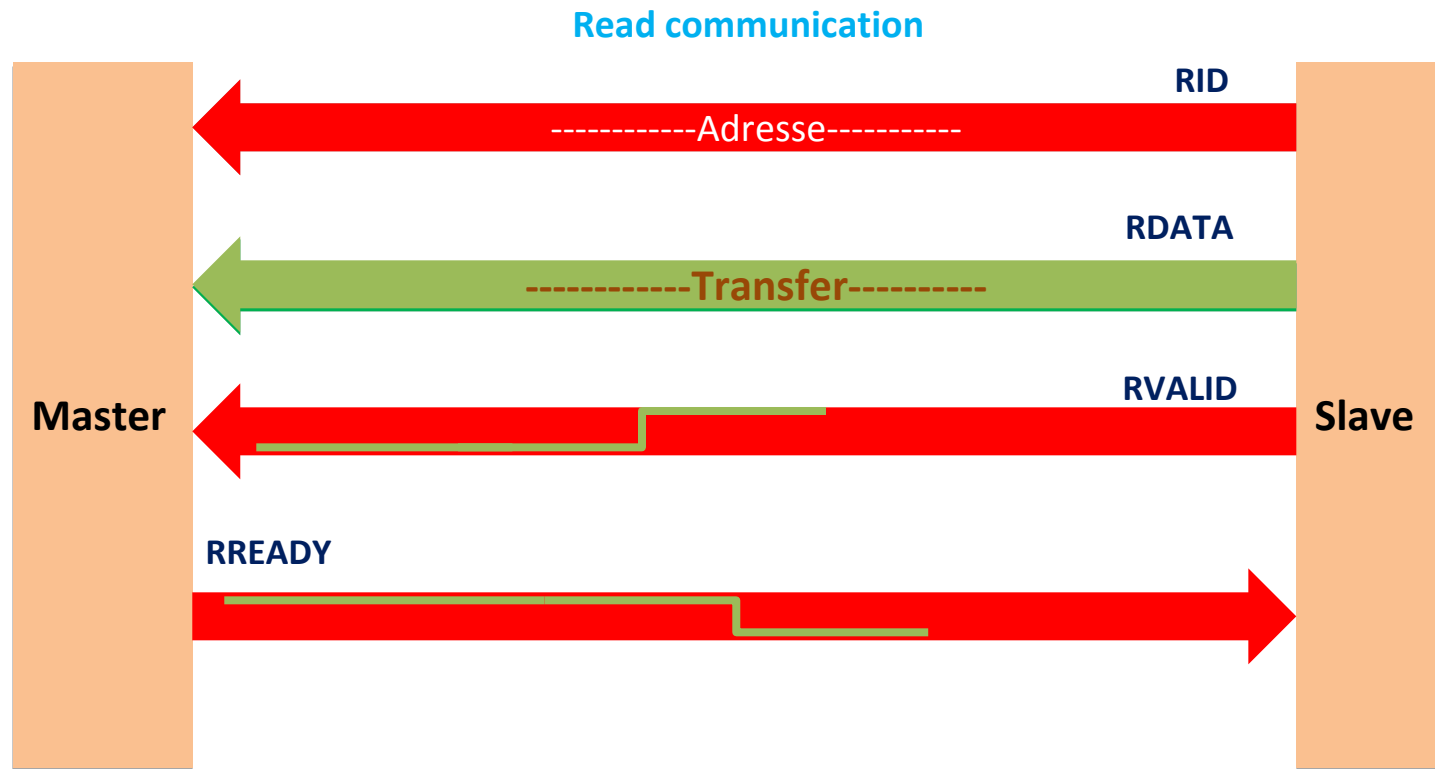 Read communication
RID
------------Adresse-----------
RDATA
------------Transfer----------
RVALID
Master
Slave
RREADY